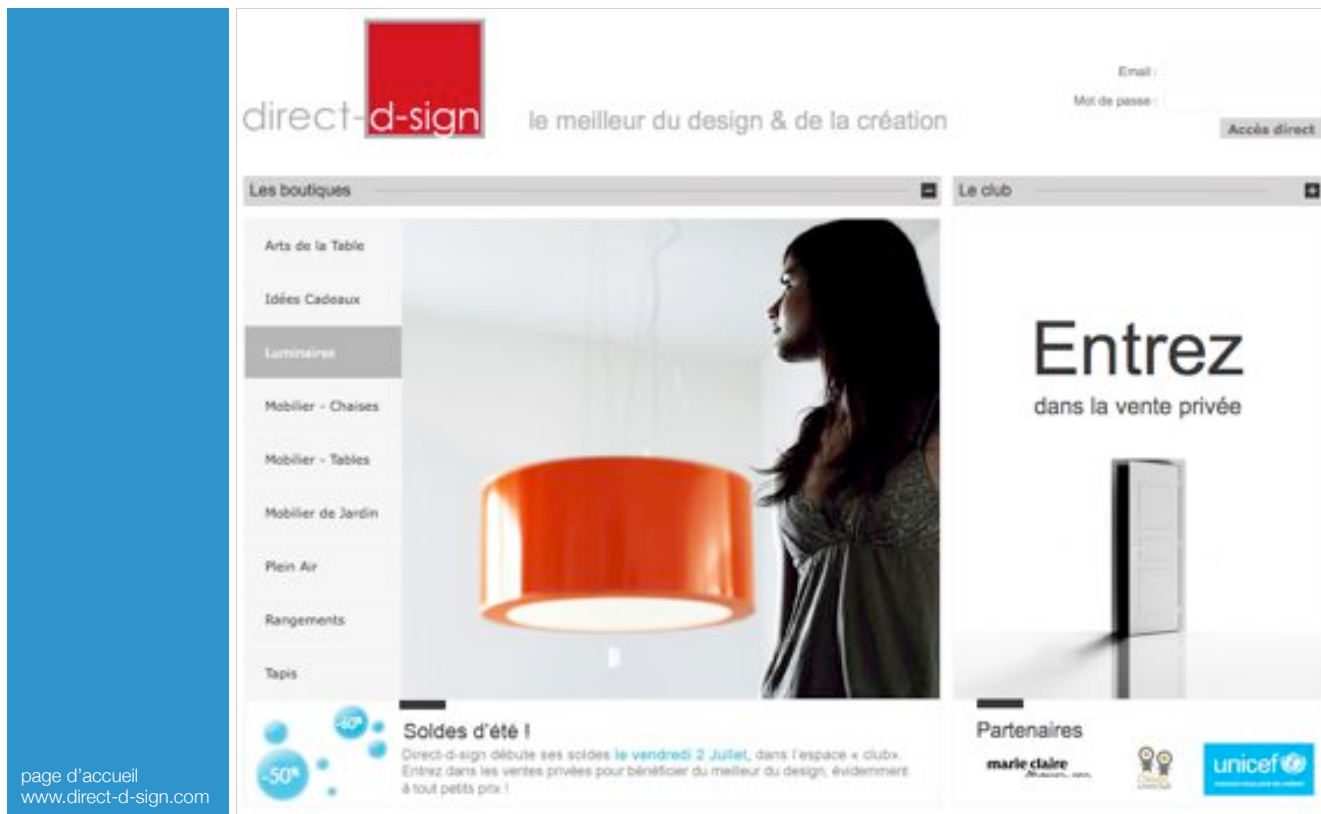 direct-d-sign
le meilleur du design & de la création
Email :
Mot de passe :
Accès direct
Les boutiques
Le club
Arts de la Table
Idées Cadeaux
Luminaires
Mobilier - Chaises
Mobilier - Tables
Mobilier de Jardin
Plein Air
Rangements
Tapis
Entrez
dans la vente privée
-60%
-50%
Soldes d'été !
Direct-d-sign débute ses soldes le vendredi 2 Juillet, dans l'espace « club».
Entrez dans les ventes privées pour bénéficier du meilleur du design, évidemment
à tout petits prix !
Partenaires
marie claire
unicef
page d'accueil
www.direct-d-sign.com